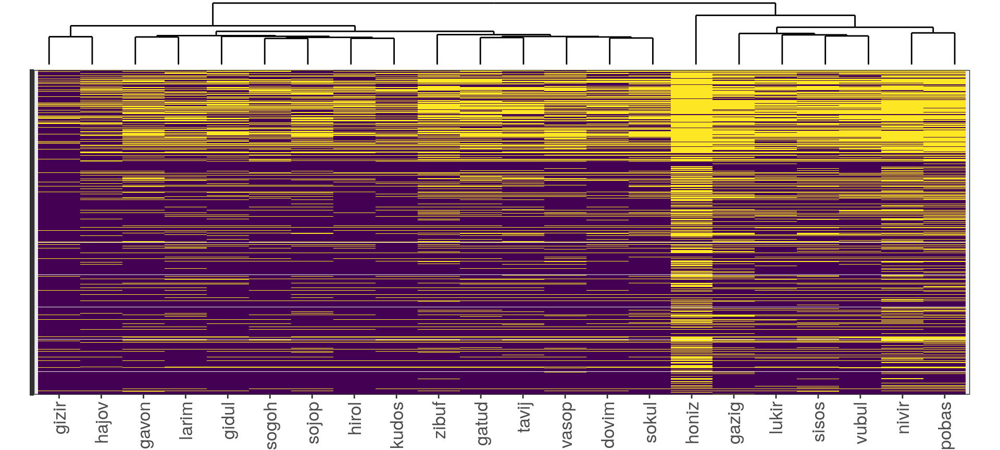 gizir
hajov
gavon
larim
gidul
sogoh
sojop
hirol
kudos
zibuf
gatud
tavij
vasop
dovim
sokul
honiz
gazig
lukir
sisos
vubul
nivir
pobas